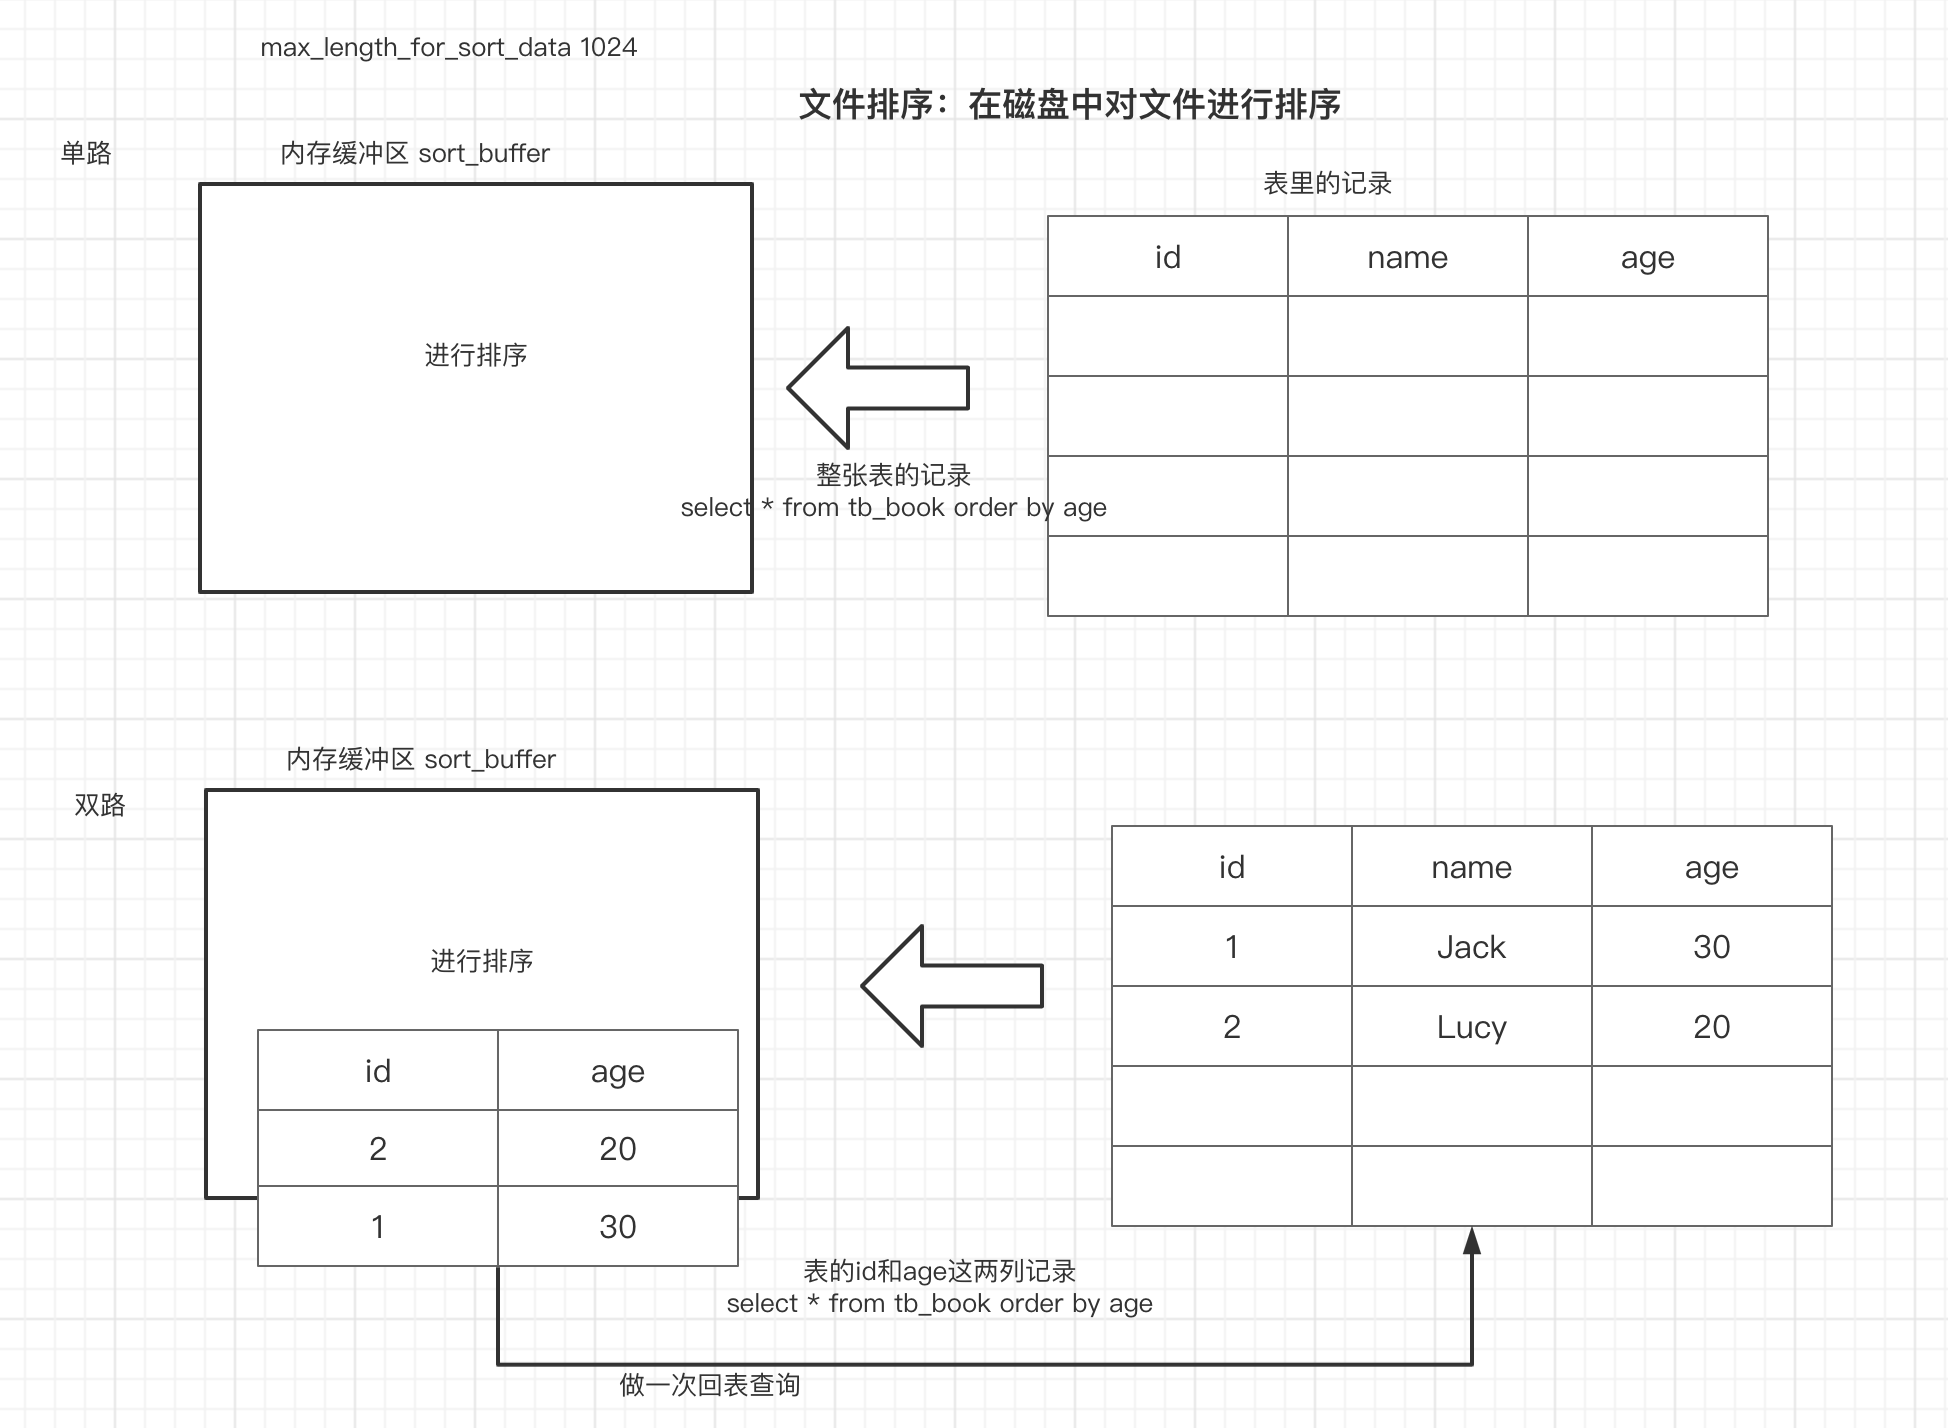 max_length_for_sort_data 1024
文件排序：在磁盘中对文件进行排序
单路
内存缓冲区 sort_buffer
表里的记录
id name age
进行排序
整张表的记录
select * from tb_book order by age
内存缓冲区 sort_buffer
双路
id name age
1 Jack 30
2 Lucy 20
进行排序
id age
2 20
1 30
表的id和age这两列记录
select * from tb_book order by age
做一次回表查询